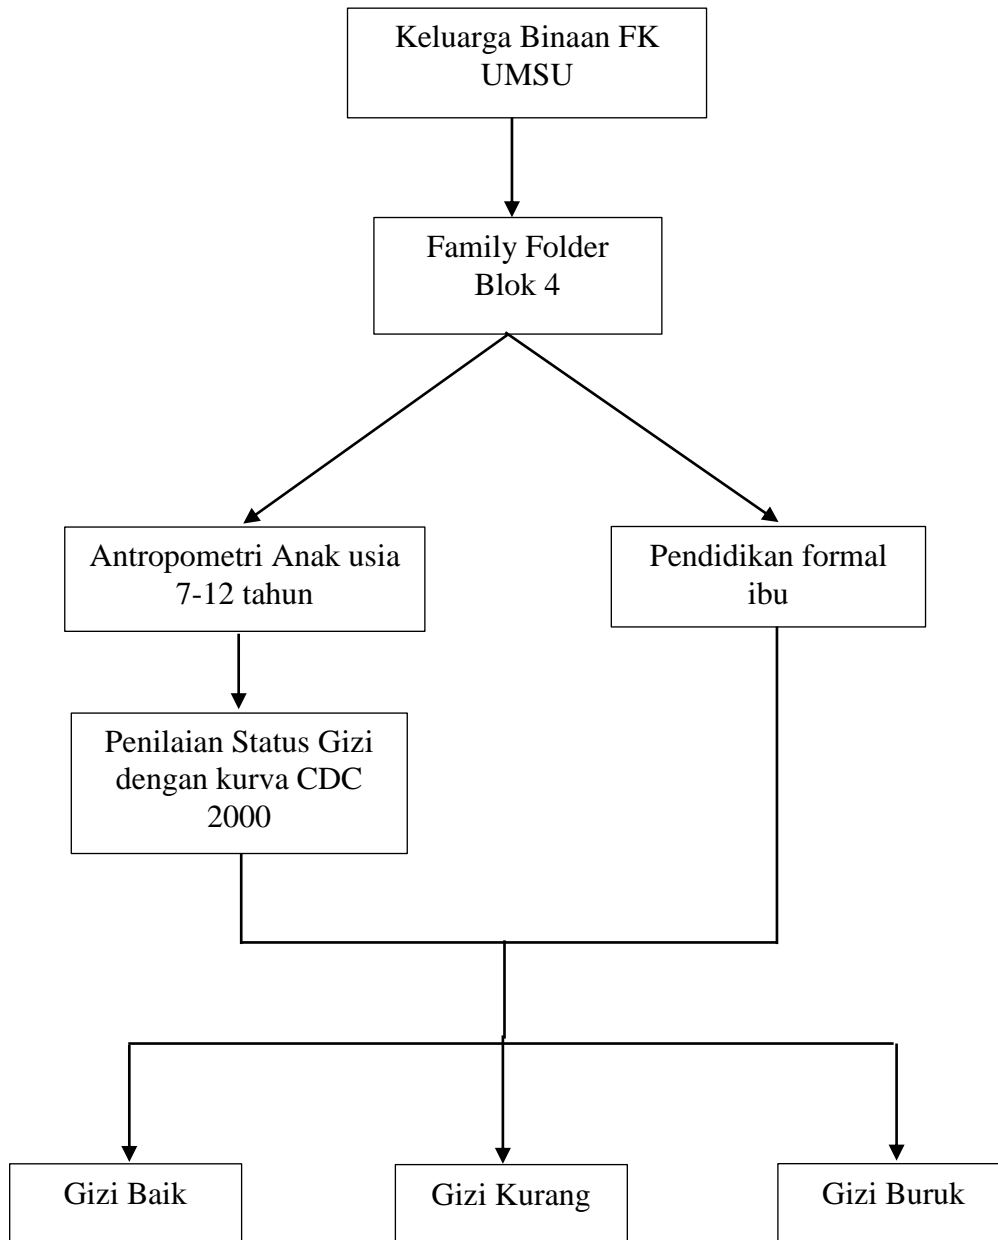 Keluarga Binaan FK
UMSU
Family Folder
Blok 4
Antropometri Anak usia
7-12 tahun
Pendidikan formal
ibu
Penilaian Status Gizi
dengan kurva CDC
2000
Gizi Baik
Gizi Kurang
Gizi Buruk